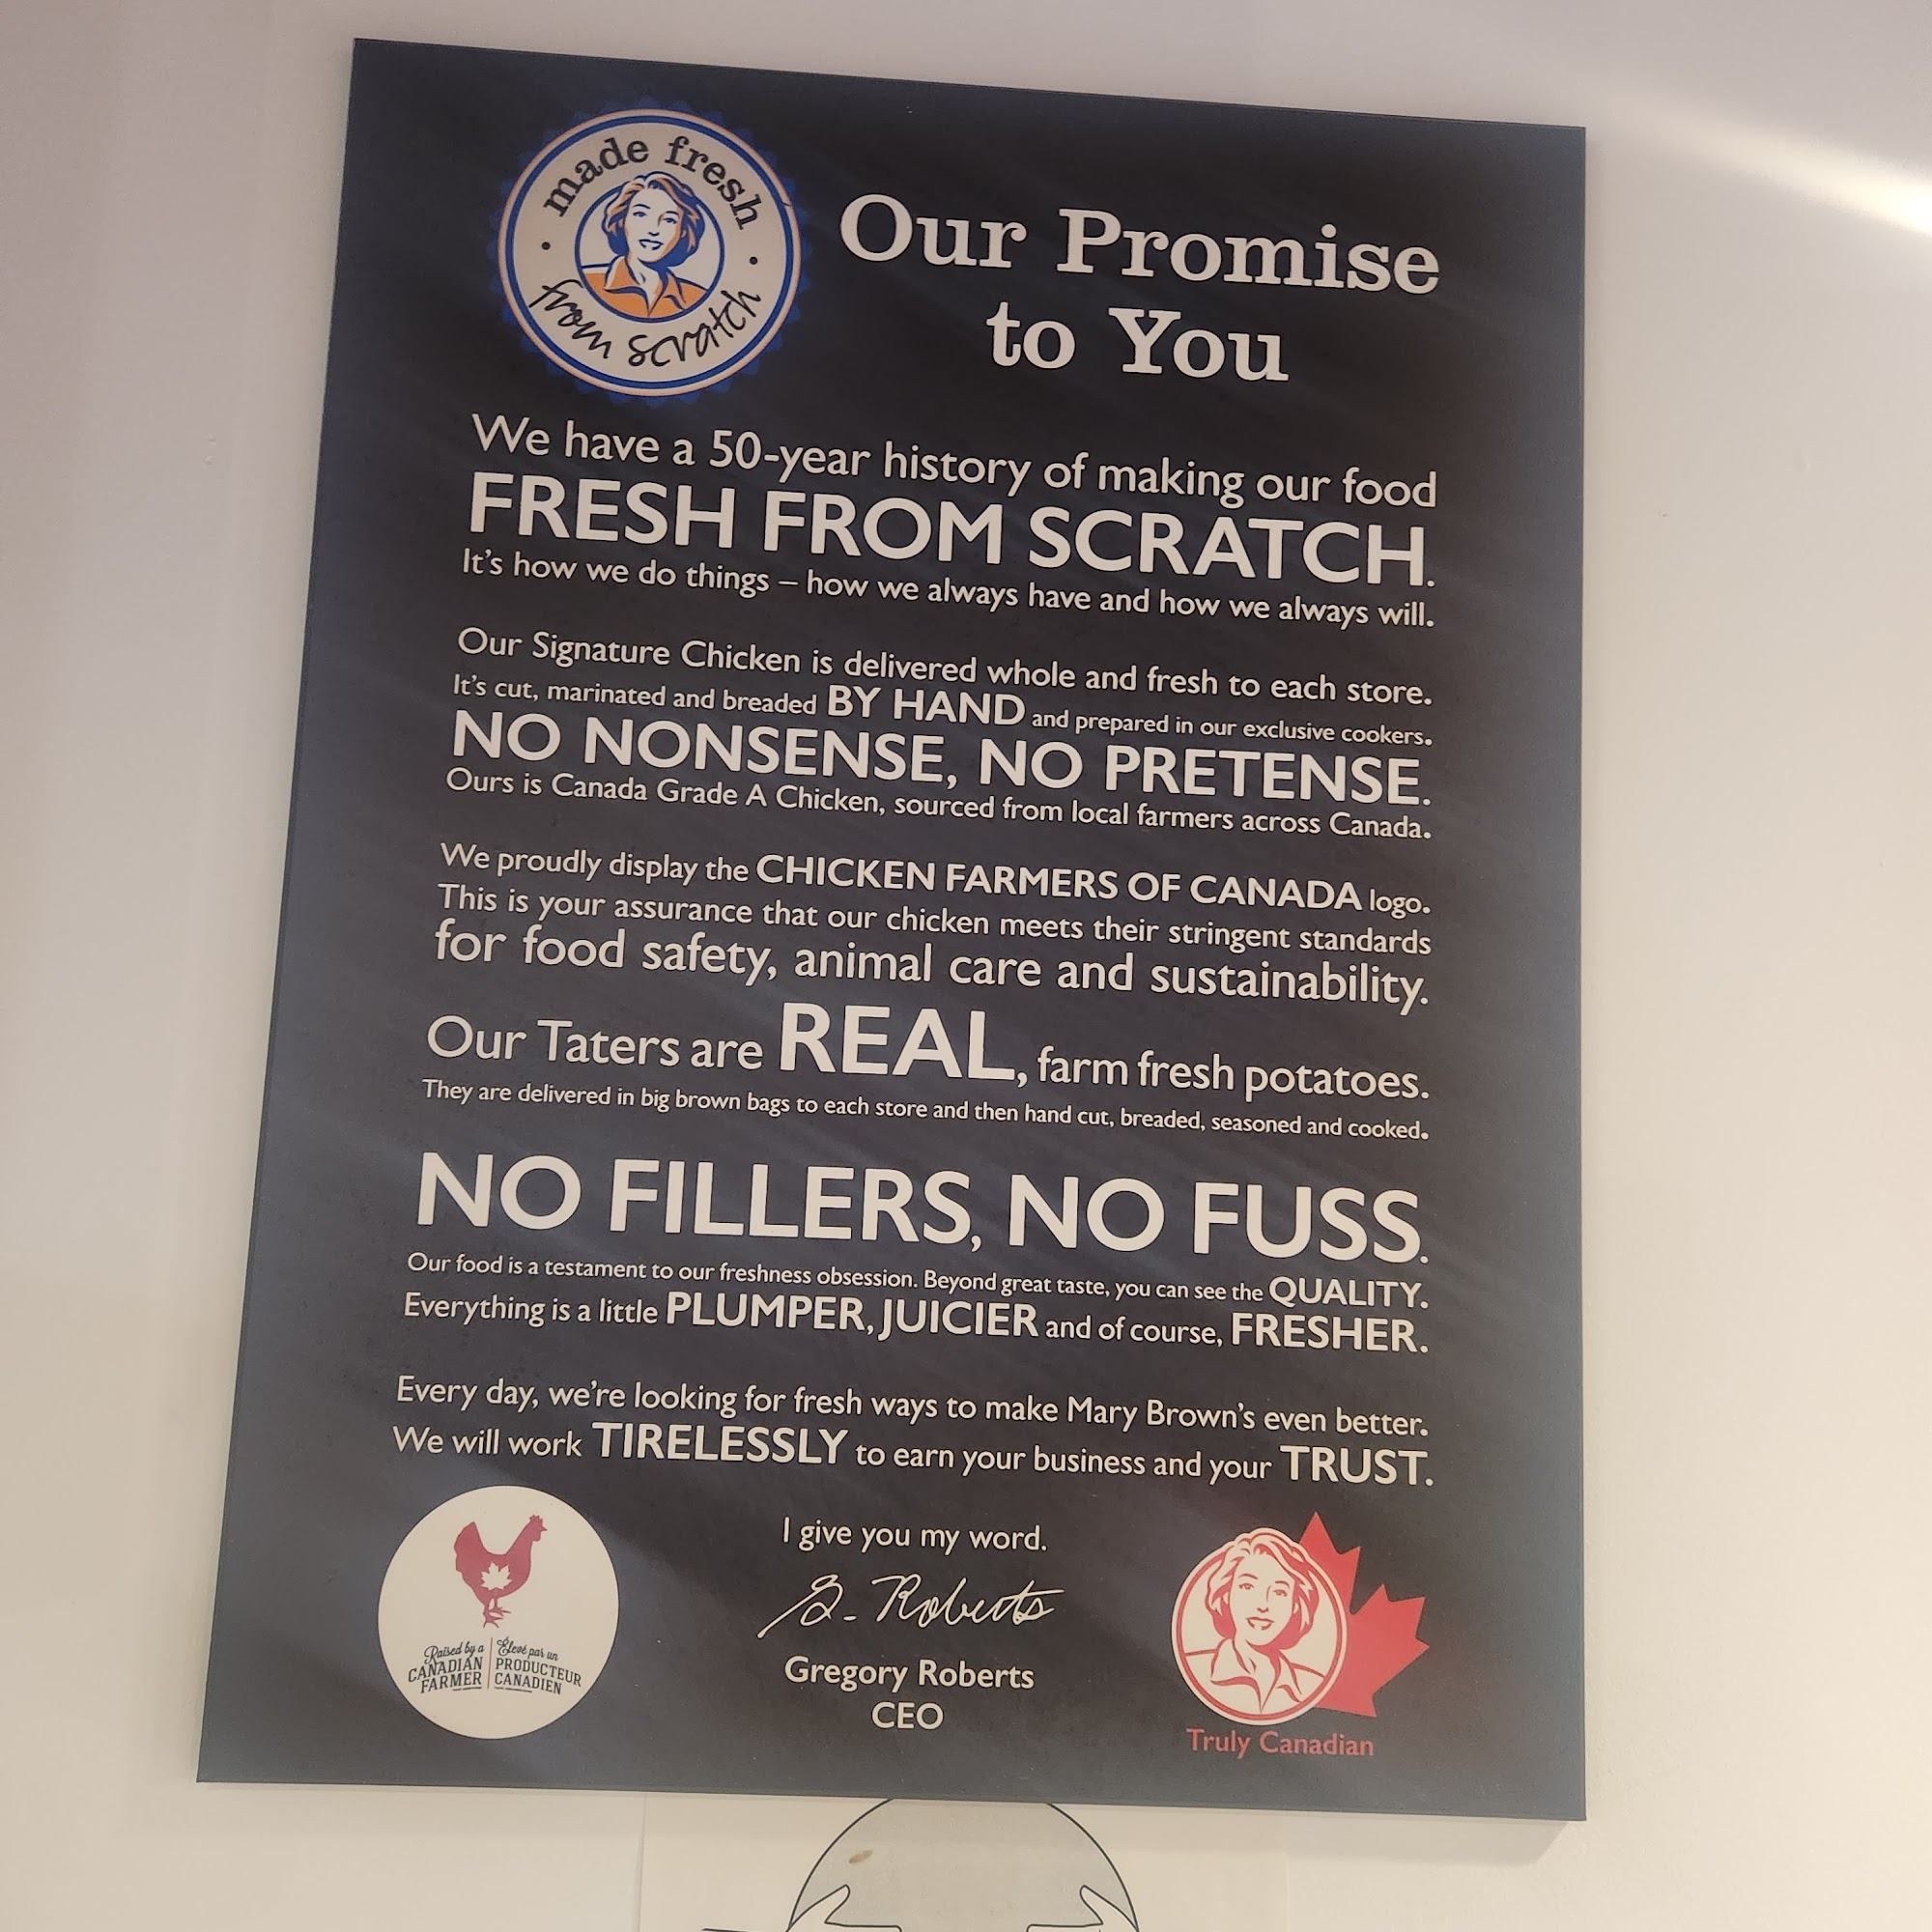 made fresh
from scratch
Our Promise
to You
We have a 50-year history of making our food
FRESH FROM SCRATCH.
It's how we do things – how we always have and how we always will.
Our Signature Chicken is delivered whole and fresh to each store.
It's cut, marinated and breaded BY HAND and prepared in our exclusive cookers.
NO NONSENSE, NO PRETENSE.
Ours is Canada Grade A Chicken, sourced from local farmers across Canada.
We proudly display the CHICKEN FARMERS OF CANADA logo.
This is your assurance that our chicken meets their stringent standards
for food safety, animal care and sustainability.
Our Taters are REAL, farm fresh potatoes.
They are delivered in big brown bags to each store and then hand cut, breaded, seasoned and cooked.
NO FILLERS, NO FUSS.
Our food is a testament to our freshness obsession. Beyond great taste, you can see the QUALITY.
Everything is a little PLUMPER, JUICIER and of course, FRESHER.
Every day, we're looking for fresh ways to make Mary Brown's even better.
We will work TIRELESSLY to earn your business and your TRUST.
Raised by a
CANADIAN
FARMER
Élevé par un
PRODUCTEUR
CANADIEN
I give you my word.
G. Roberts
Gregory Roberts
CEO
Truly Canadian